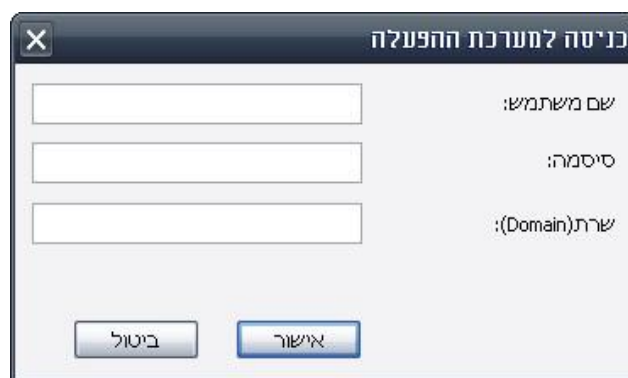 כניסה למערכת ההפעלה
שם משתמש:
סיסמה:
שרת(Domain):
אישור
ביטול